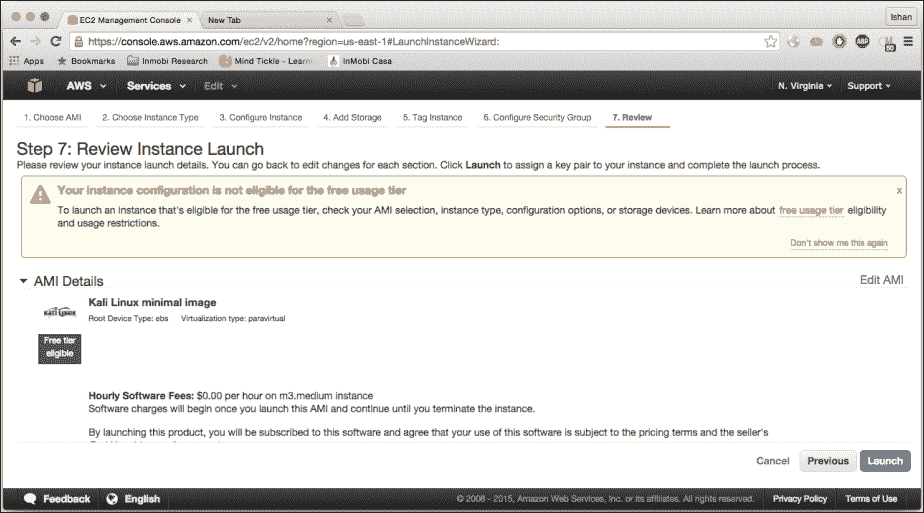 EC2 Management Console
New Tab
Ishan
https://console.aws.amazon.com/ec2/v2/home?region=us-east-1#LaunchInstanceWizard:
ABP
50
Apps
Bookmarks
Inmobi Research
Mind Tickle - Learn
InMobi Casa
AWS
Services
Edit
N. Virginia
Support
1. Choose AMI
2. Choose Instance Type
3. Configure Instance
4. Add Storage
5. Tag Instance
6. Configure Security Group
7. Review
Step 7: Review Instance Launch
Please review your instance launch details. You can go back to edit changes for each section. Click Launch to assign a key pair to your instance and complete the launch process.
Your instance configuration is not eligible for the free usage tier
x
To launch an instance that's eligible for the free usage tier, check your AMI selection, instance type, configuration options, or storage devices. Learn more about free usage tier eligibility
and usage restrictions.
Don't show me this again
AMI Details
Edit AMI
KALI LINUX
Kali Linux minimal image
Root Device Type: ebs Virtualization type: paravirtual
Free tier
eligible
Hourly Software Fees: $0.00 per hour on m3.medium instance
Software charges will begin once you launch this AMI and continue until you terminate the instance.
By launching this product, you will be subscribed to this software and agree that your use of this software is subject to the pricing terms and the seller's
Cancel
Previous
Launch
Feedback
English
© 2008 - 2015, Amazon Web Services, Inc. or its affiliates. All rights reserved.
Privacy Policy
Terms of Use